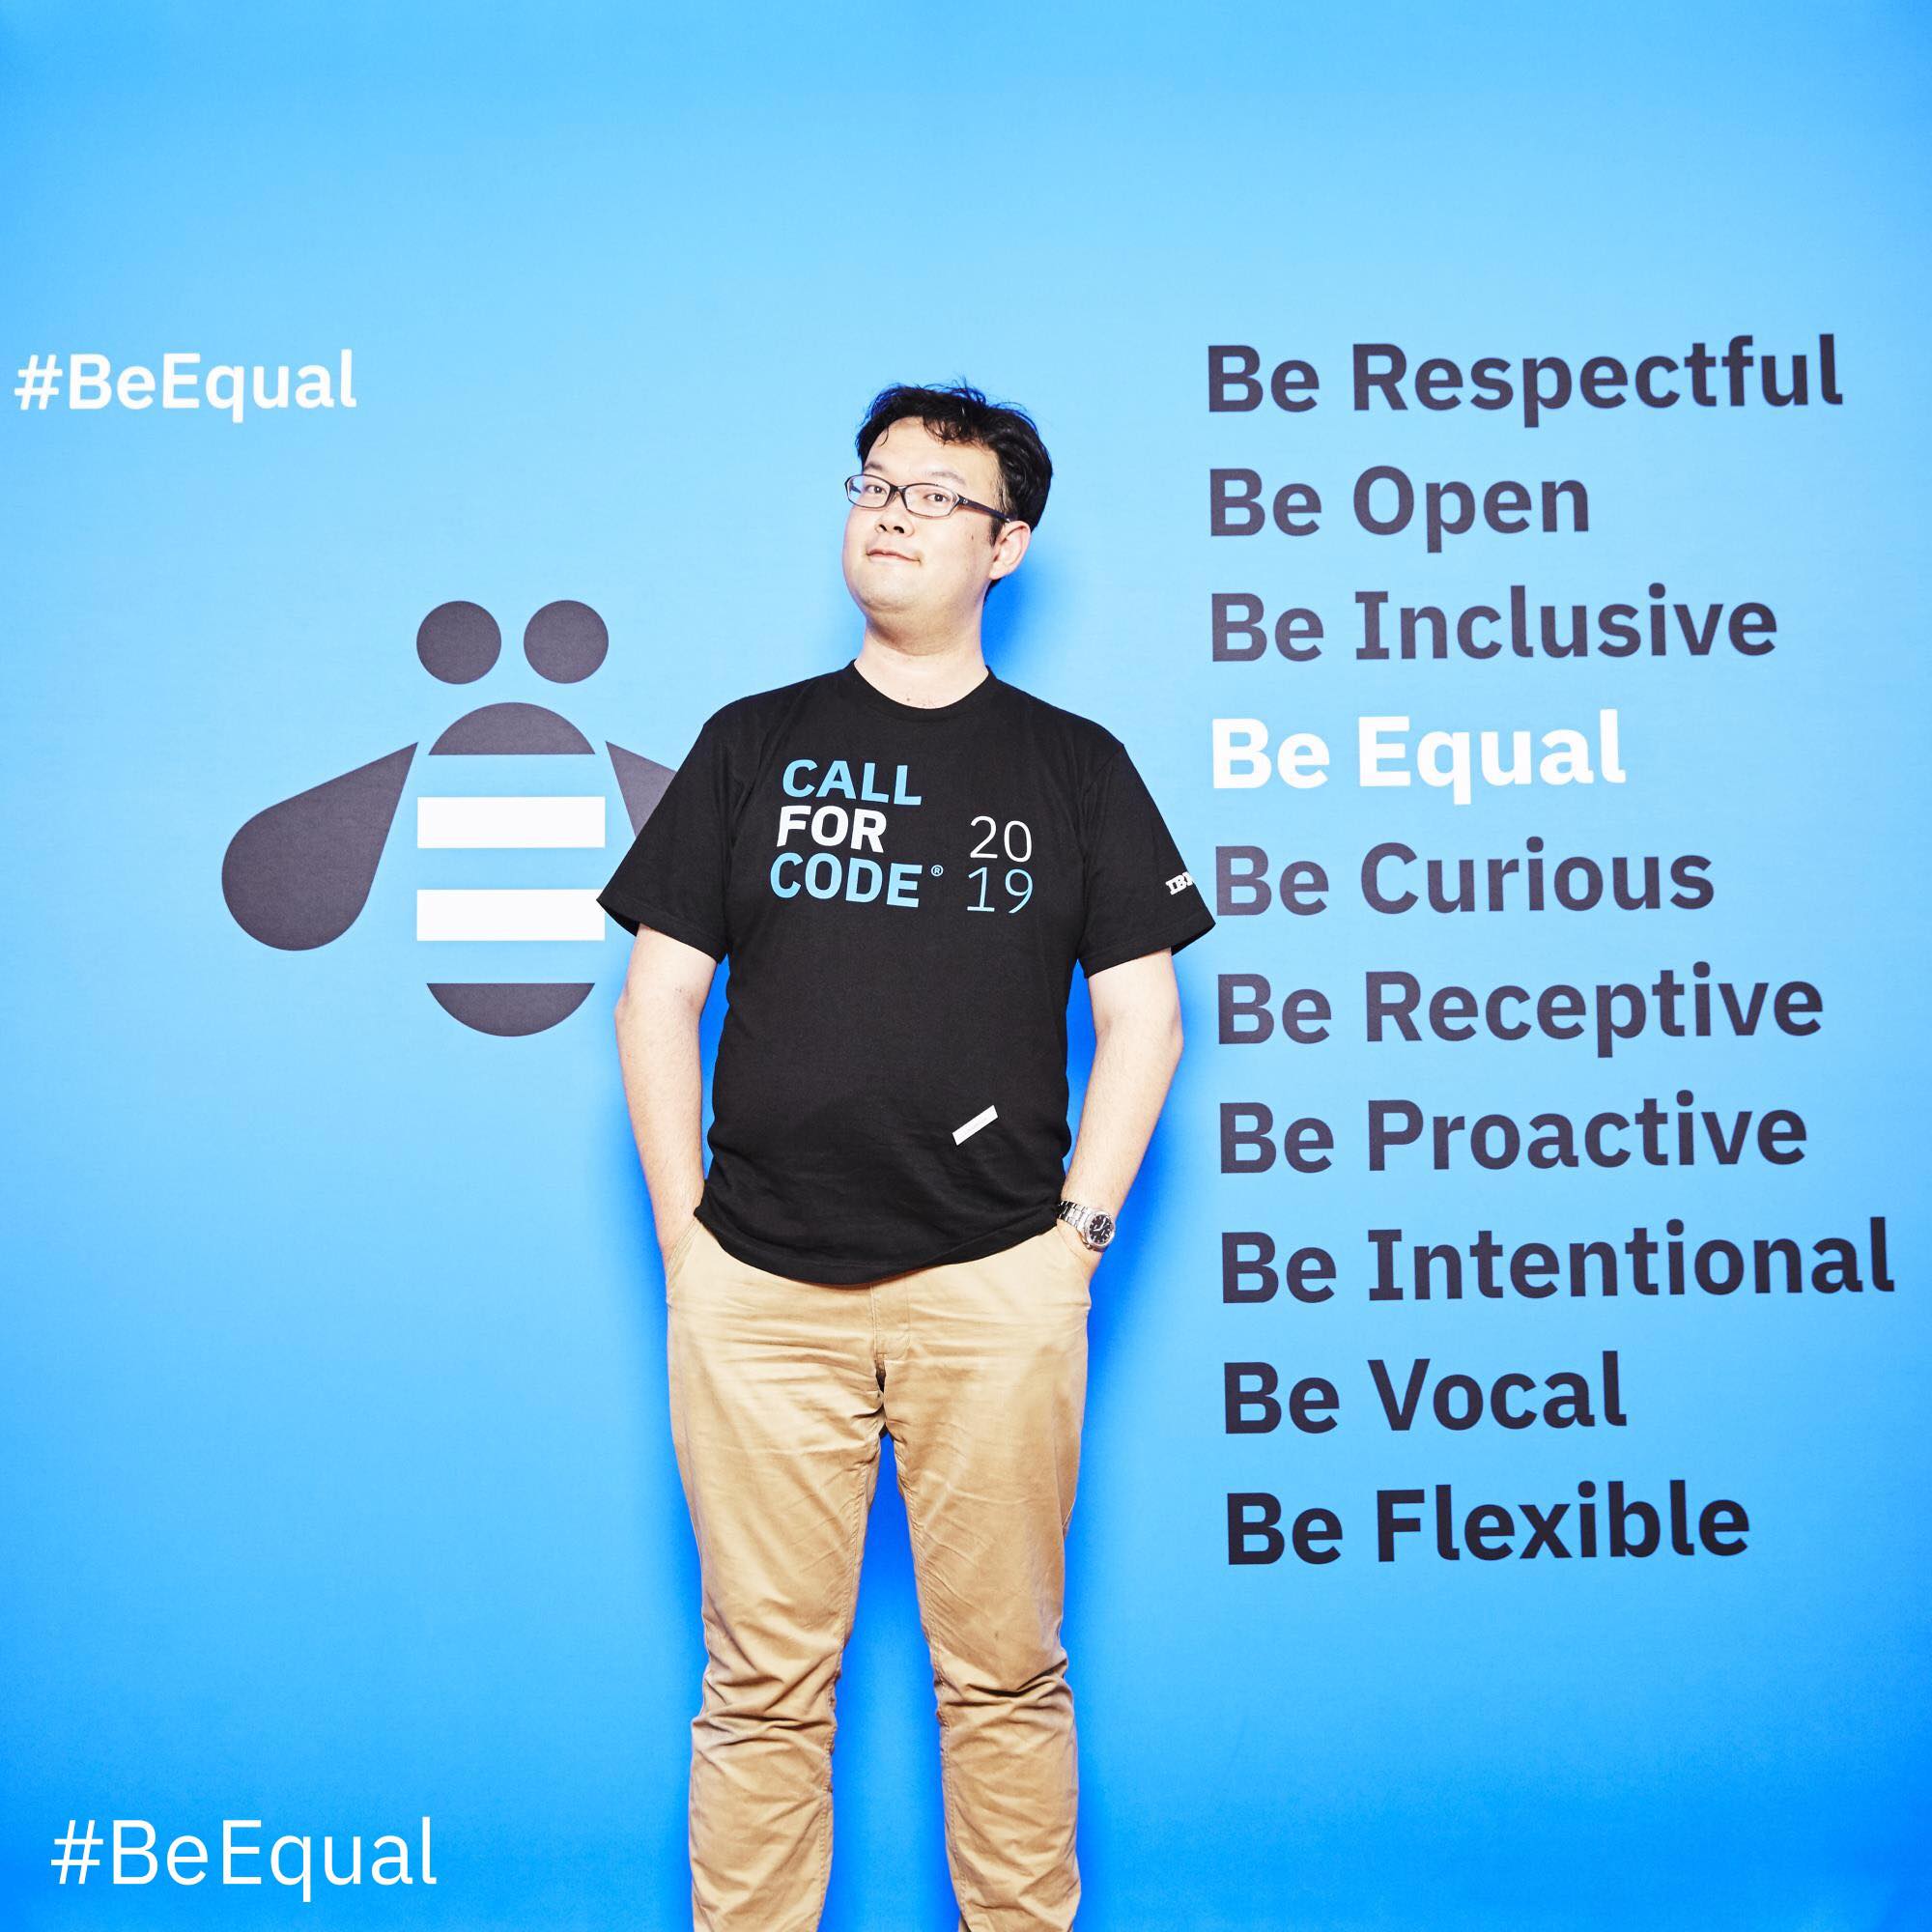 #BeEqual
Be Respectful
Be Open
Be Inclusive
Be Equal
Be Curious
Be Receptive
Be Proactive
Be Intentional
Be Vocal
Be Flexible
CALL
FOR
CODE®
20
19
#BeEqual